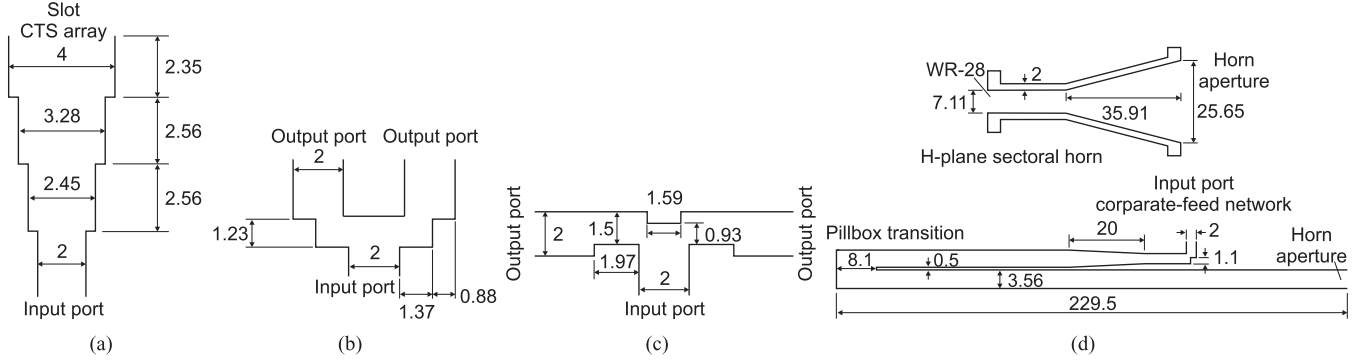 Slot
CTS array
4
2.35
3.28
2.56
2.45
2.56
2
Input port
(a)
Output port
Output port
2
1.23
2
Input port
0.88
1.37
(b)
Output port
2
1.59
1.5
0.93
1.97
2
Input port
Output port
(c)
WR-28
2
7.11
35.91
Horn
aperture
25.65
H-plane sectoral horn
Input port
corparate-feed network
Pillbox transition
20
2
Horn
aperture
8.1
0.5
1.1
3.56
229.5
(d)